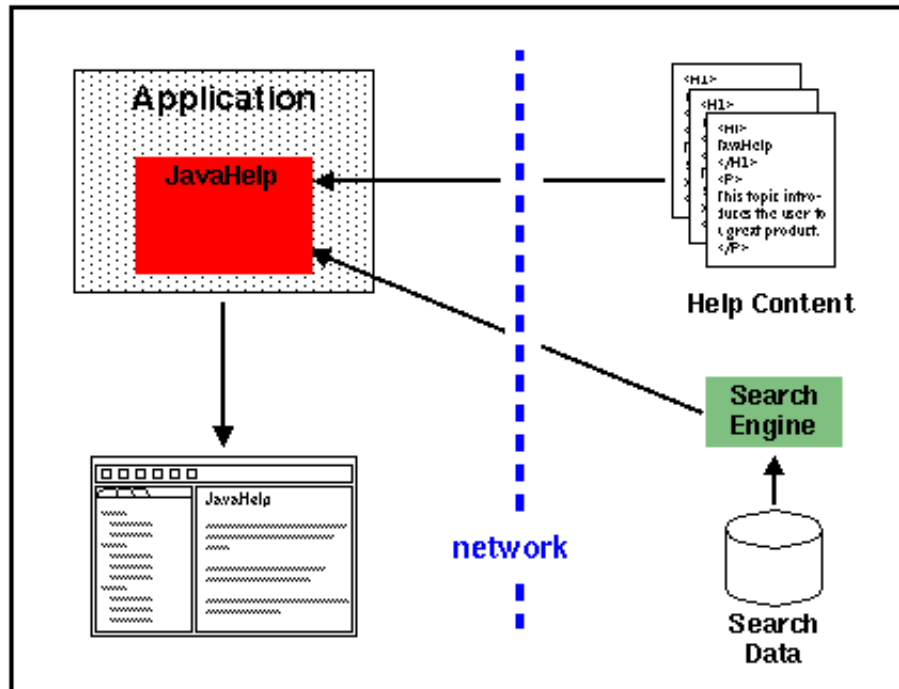 Application
JavaHelp
<H1>
<H1>
<H1>
JavaHelp
</H1>
<P>
This topic intro-
duces the user to
a great product.
</P>
Help Content
Search
Engine
network
Search
Data
JavaHelp